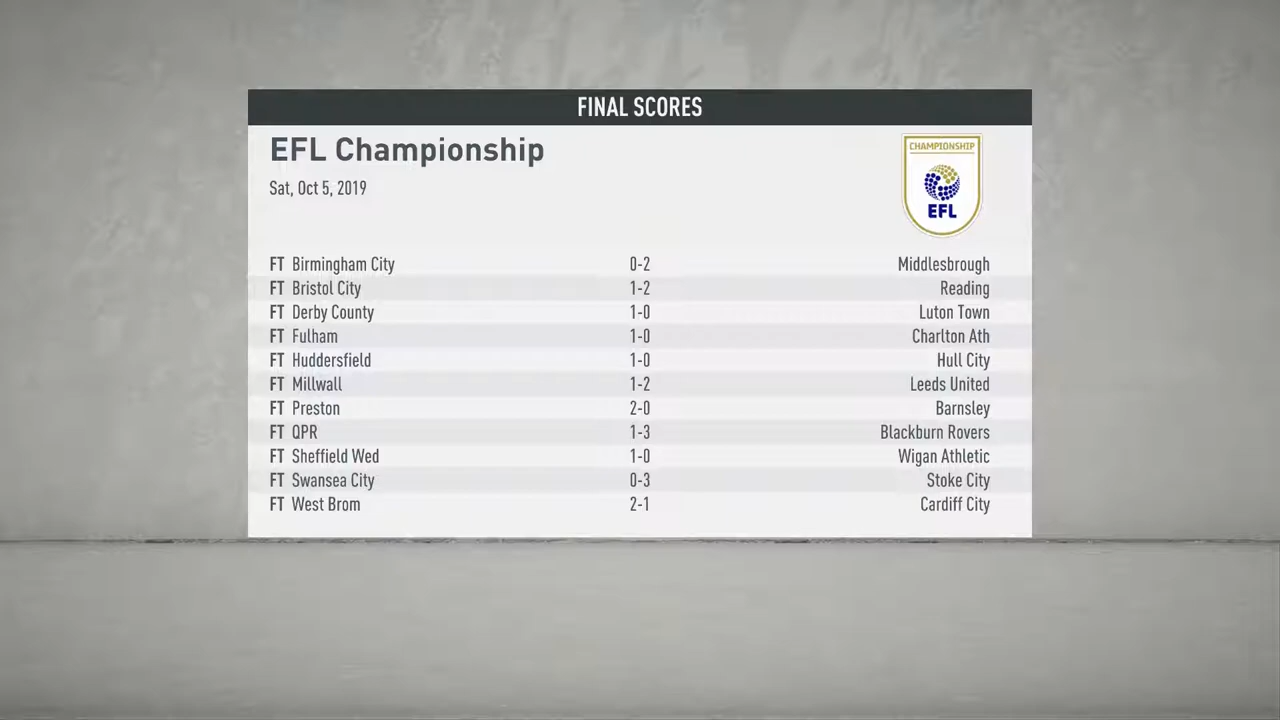 FINAL SCORES
EFL Championship
CHAMPIONSHIP
EFL
Sat, Oct 5, 2019
FT Birmingham City 0-2 Middlesbrough
FT Bristol City 1-2 Reading
FT Derby County 1-0 Luton Town
FT Fulham 1-0 Charlton Ath
FT Huddersfield 1-0 Hull City
FT Millwall 1-2 Leeds United
FT Preston 2-0 Barnsley
FT QPR 1-3 Blackburn Rovers
FT Sheffield Wed 1-0 Wigan Athletic
FT Swansea City 0-3 Stoke City
FT West Brom 2-1 Cardiff City